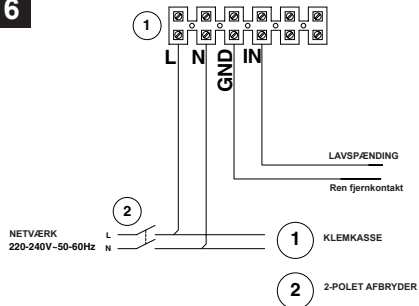 6
1
L N GND IN
LAVSPÆNDING
Ren fjernkontakt
2
NETVÆRK L
220-240V~50-60Hz N
1 KLEMKASSE
2 2-POLET AFBRYDER